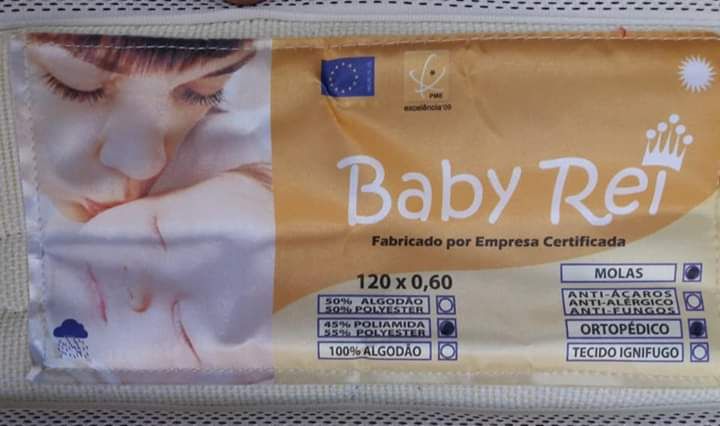 PME
excelência'09
Baby Rei
Fabricado por Empresa Certificada
120 x 0,60
50% ALGODÃO
50% POLYESTER
45% POLIAMIDA
55% POLYESTER
100% ALGODÃO
MOLAS
ANTI-ÁCAROS
ANTI-ALÉRGICO
ANTI-FUNGOS
ORTOPÉDICO
TECIDO IGNIFUGO